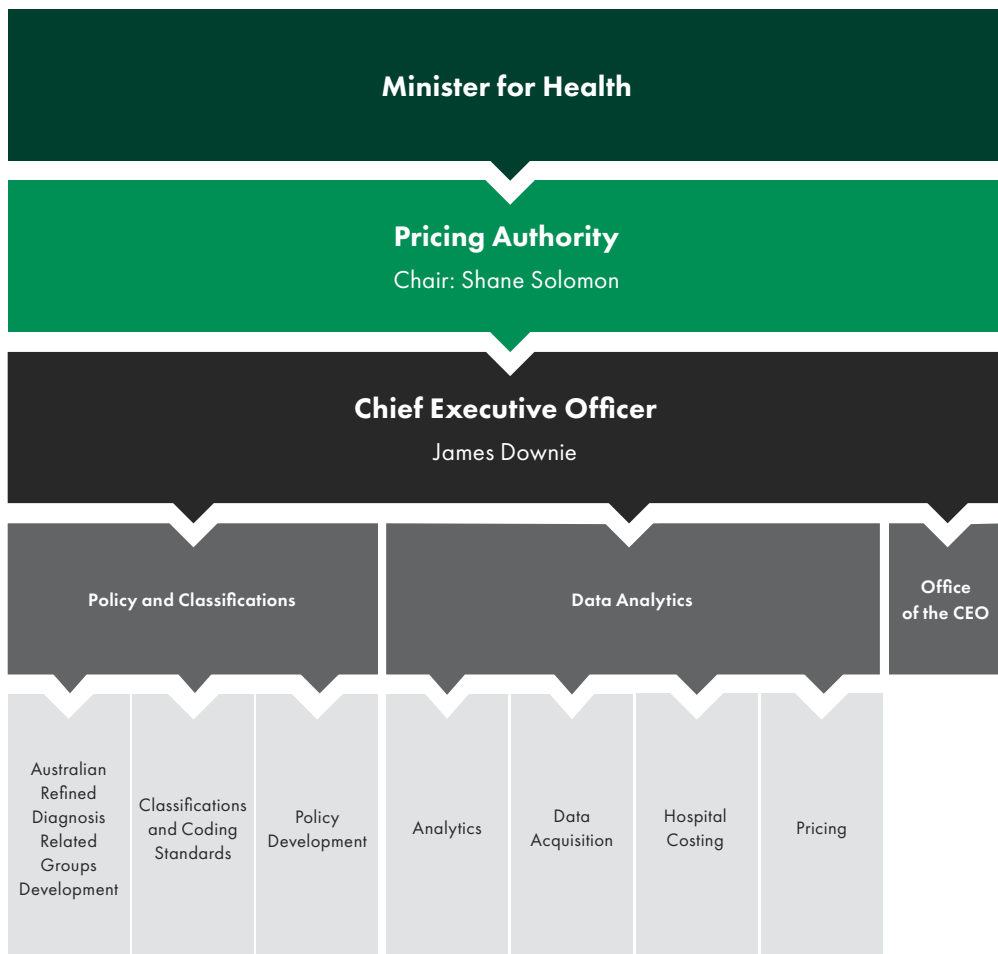 Minister for Health
Pricing Authority
Chair: Shane Solomon
Chief Executive Officer
James Downie
Policy and Classifications
Data Analytics
Office
of the CEO
Australian
Refined
Diagnosis
Related
Groups
Development
Classifications
and Coding
Standards
Policy
Development
Analytics
Data
Acquisition
Hospital
Costing
Pricing